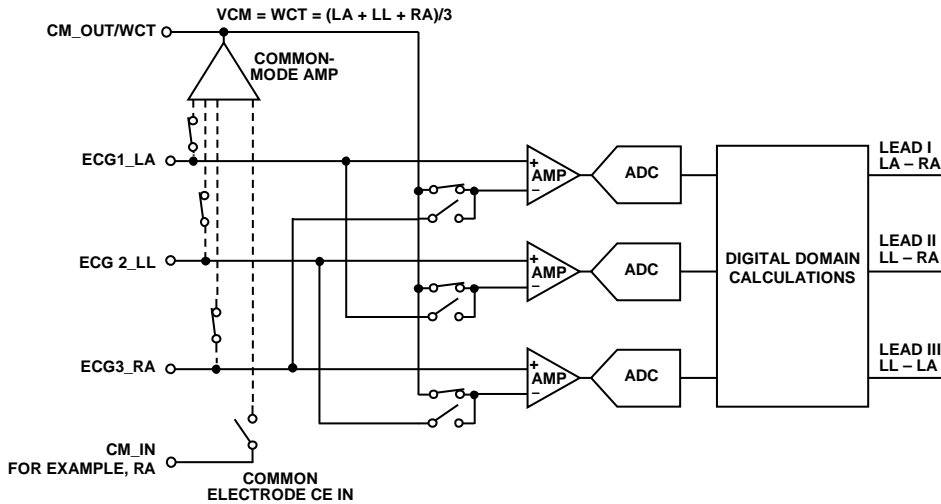 VCM = WCT = (LA + LL + RA)/3
CM_OUT/WCT
COMMON-
MODE AMP
ECG1_LA
+
AMP
–
ADC
LEAD I
LA – RA
ECG 2_LL
+
AMP
–
ADC
DIGITAL DOMAIN
CALCULATIONS
LEAD II
LL – RA
ECG3_RA
+
AMP
–
ADC
LEAD III
LL – LA
CM_IN
FOR EXAMPLE, RA
COMMON
ELECTRODE CE IN